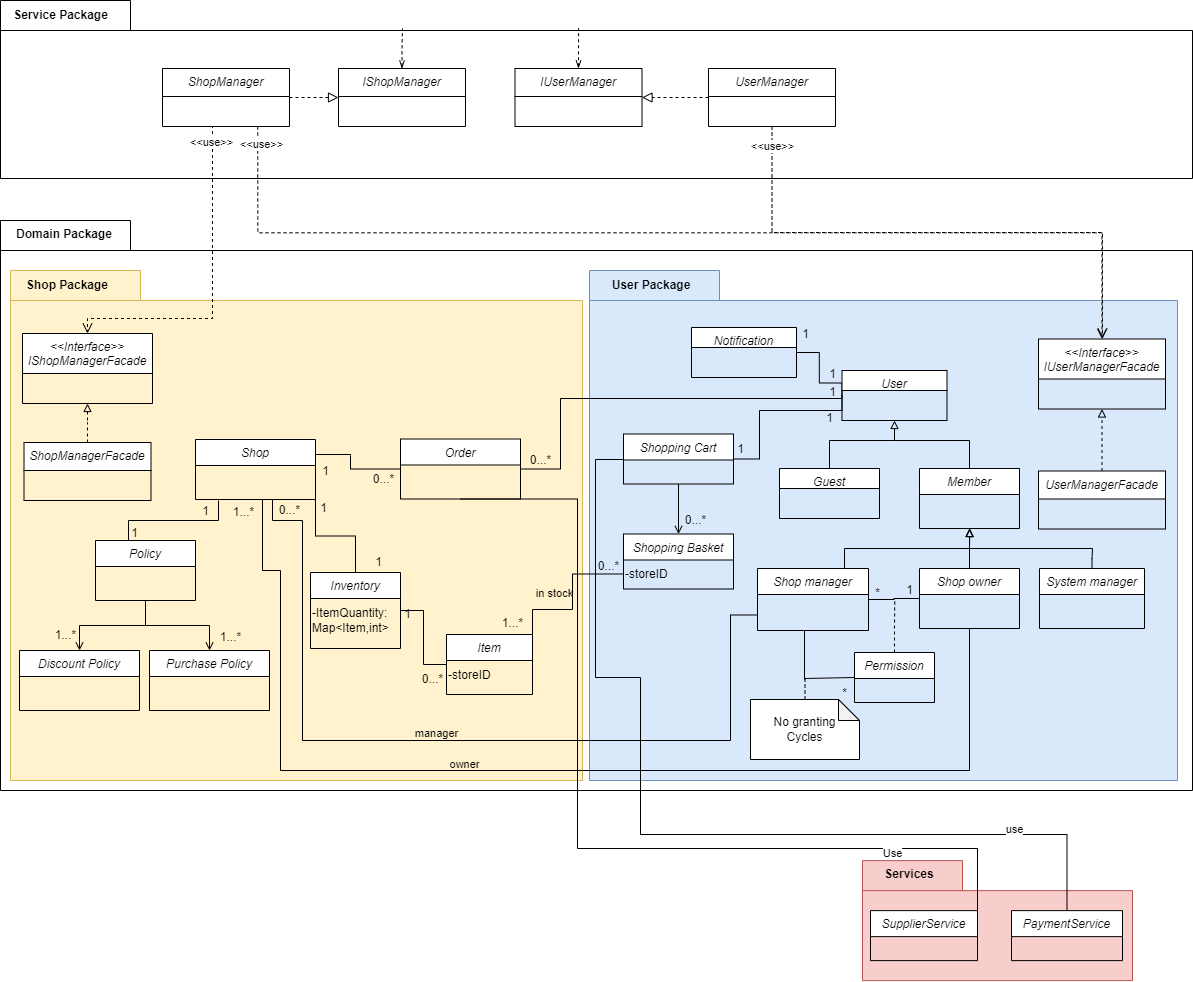 Service Package
ShopManager
IShopManager
IUserManager
UserManager
<<use>>
<<use>>
<<use>>
Domain Package
Shop Package
User Package
<<Interface>>
IShopManagerFacade
ShopManagerFacade
Notification
1
1
1
1
User
<<Interface>>
IUserManagerFacade
UserManagerFacade
Shop
1
Order
0...*
0...*
Shopping Cart
1
0...*
Guest
Member
1
1...*
0...*
1
1
Policy
1
Inventory
-ItemQuantity:
Map<Item,int>
1
Shopping Basket
-storeID
0...*
in stock
1...*
Item
-storeID
0...*
Shop manager
*
1
Shop owner
System manager
1...*
1...*
Discount Policy
Purchase Policy
Permission
*
No granting
Cycles
manager
owner
use
Use
Services
SupplierService
PaymentService